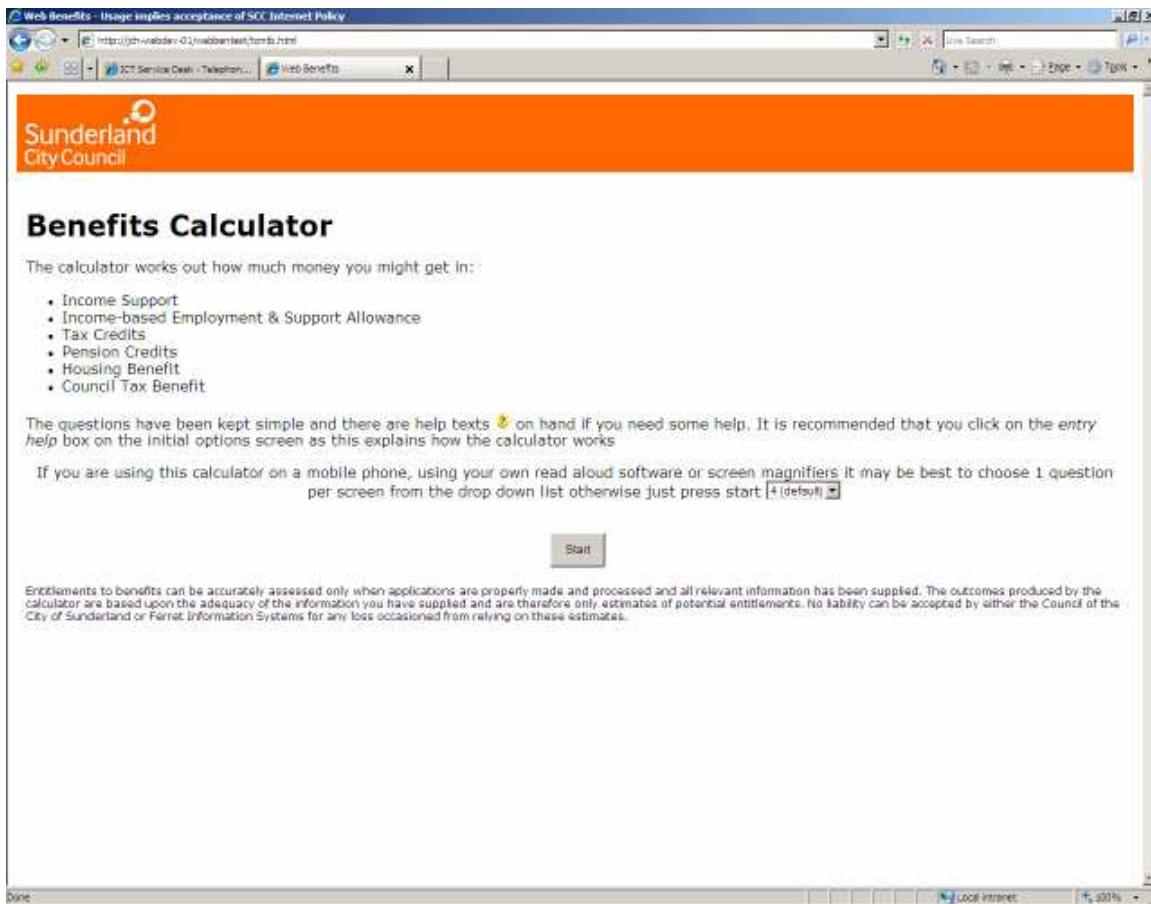 Web Benefits - Usage implies acceptance of SCC Internet Policy
Live Search
ICT Service Desk - Telephon...
Web Benefits
Page
Tools
Sunderland
City Council
Benefits Calculator
The calculator works out how much money you might get in:
Income Support
Income-based Employment & Support Allowance
Tax Credits
Pension Credits
Housing Benefit
Council Tax Benefit
The questions have been kept simple and there are help texts ? on hand if you need some help. It is recommended that you click on the entry
help box on the initial options screen as this explains how the calculator works
If you are using this calculator on a mobile phone, using your own read aloud software or screen magnifiers it may be best to choose 1 question
per screen from the drop down list otherwise just press start 4 (default)
Start
Entitlements to benefits can be accurately assessed only when applications are properly made and processed and all relevant information has been supplied. The outcomes produced by the
calculator are based upon the adequacy of the information you have supplied and are therefore only estimates of potential entitlements. No liability can be accepted by either the Council of the
City of Sunderland or Ferret Information Systems for any loss occasioned from relying on these estimates.
Done
Local intranet
100%